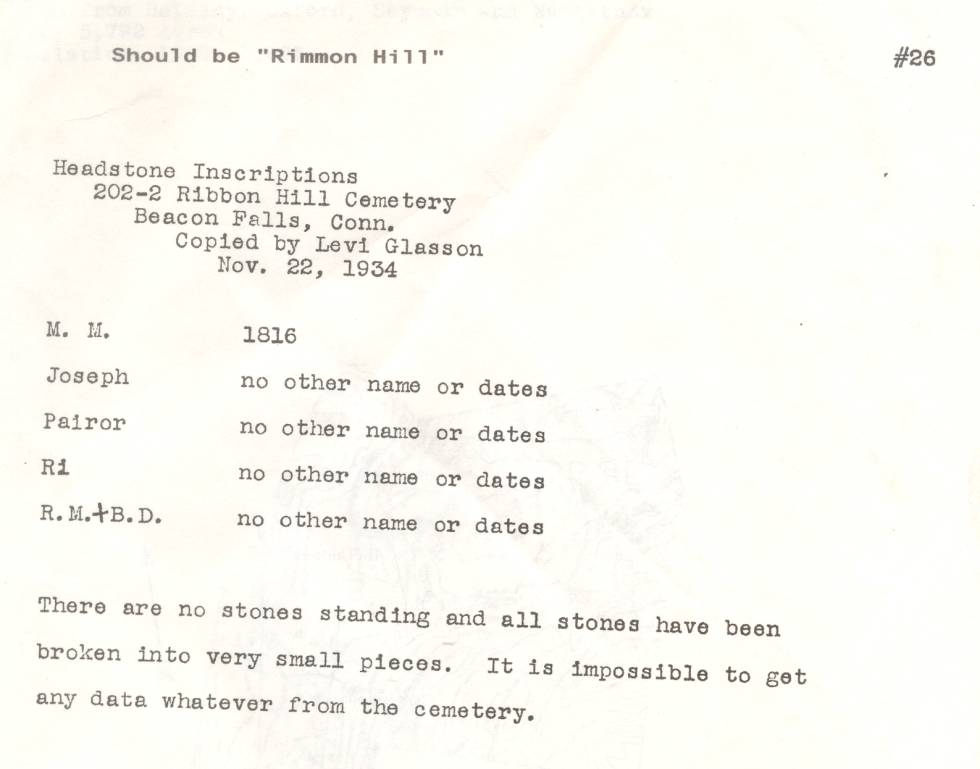 Should be "Rimmon Hill"
#26
Headstone Inscriptions
202-2 Ribbon Hill Cemetery
Beacon Falls, Conn.
Copied by Levi Glasson
Nov. 22, 1934
M. M. 1816
Joseph no other name or dates
Pairor no other name or dates
Ri no other name or dates
R.M.+B.D. no other name or dates
There are no stones standing and all stones have been
broken into very small pieces. It is impossible to get
any data whatever from the cemetery.